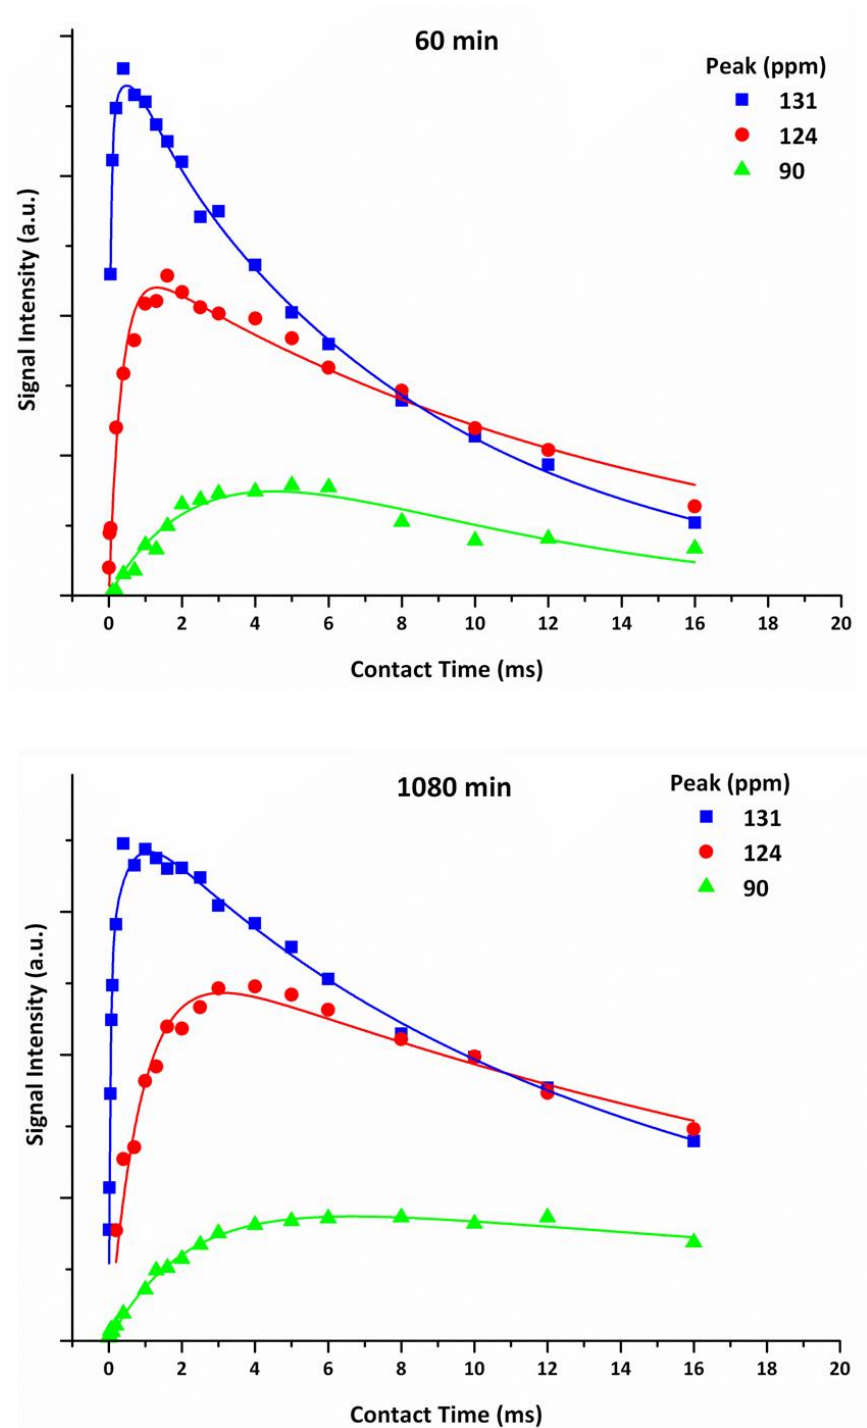 60 min
Peak (ppm)
131
124
90
Signal Intensity (a.u.)
0 2 4 6 8 10 12 14 16 18 20
Contact Time (ms)
1080 min
Peak (ppm)
131
124
90
Signal Intensity (a.u.)
0 2 4 6 8 10 12 14 16 18 20
Contact Time (ms)